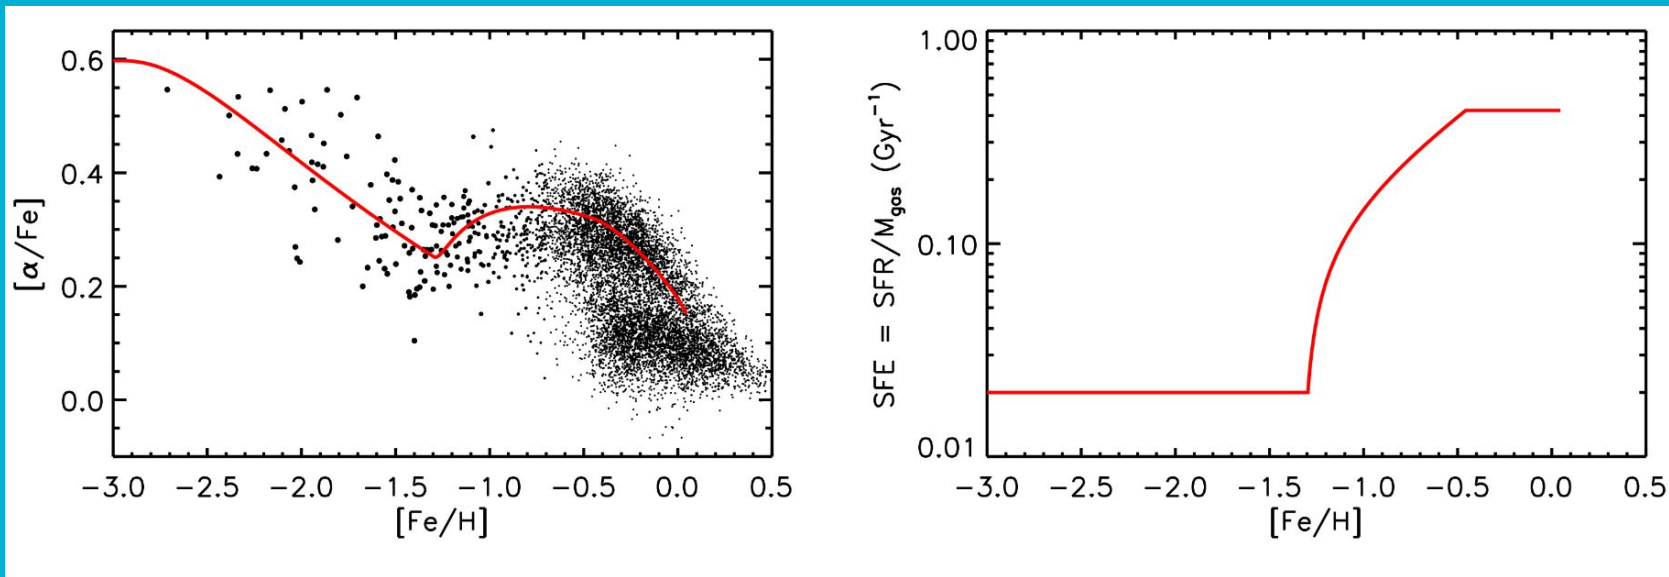 [α/Fe]
0.6
0.4
0.2
0.0
−3.0 −2.5 −2.0 −1.5 −1.0 −0.5 0.0 0.5
[Fe/H]
SFE = SFR/Mgas (Gyr−1)
1.00
0.10
0.01
−3.0 −2.5 −2.0 −1.5 −1.0 −0.5 0.0 0.5
[Fe/H]